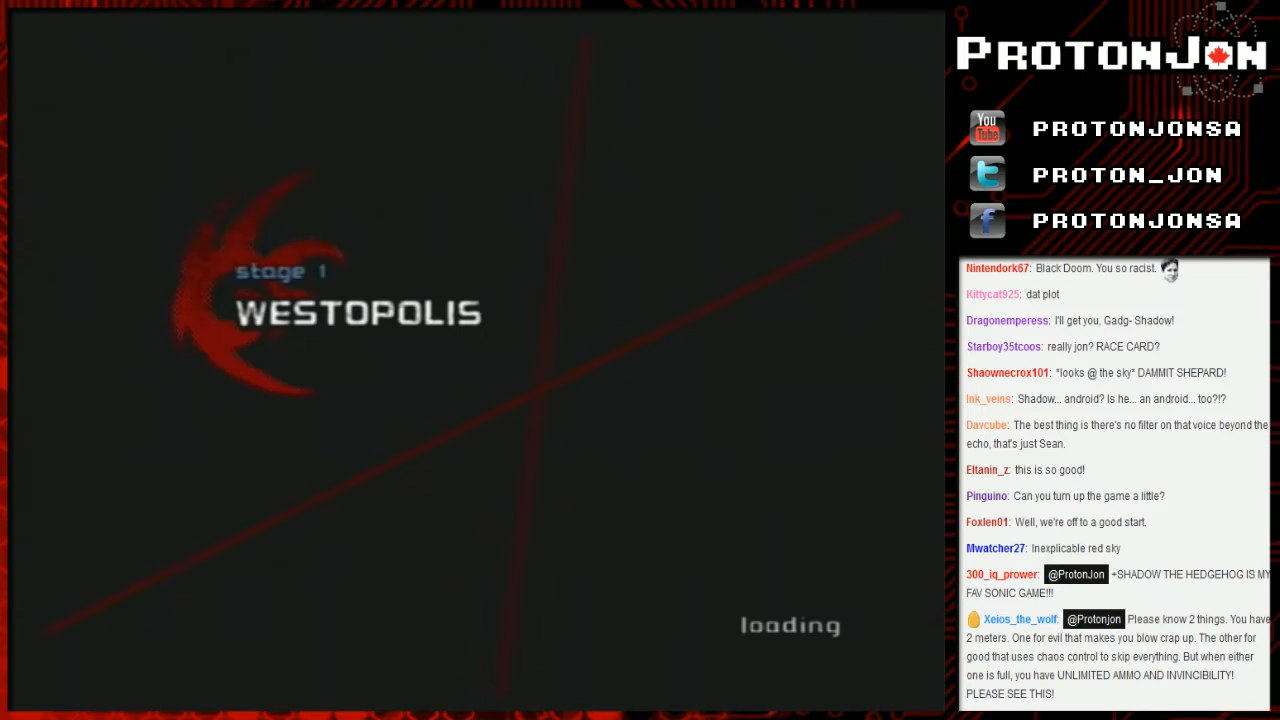 stage 1
WESTOPOLIS
loading
PROTONJON
You
Tube
PROTONJONSA
t
PROTON_JON
f
PROTONJONSA
Nintendork67: Black Doom. You so racist.
Kittycat925: dat plot
Dragonemperess: I'll get you, Gadg- Shadow!
Starboy35tcoos: really jon? RACE CARD?
Shaownecrox101: *looks @ the sky* DAMMIT SHEPARD!
Ink_veins: Shadow... android? Is he... an android... too?!?
Davcube: The best thing is there's no filter on that voice beyond the
echo, that's just Sean.
Eltanin_z: this is so good!
Pinguino: Can you turn up the game a little?
Foxlen01: Well, we're off to a good start.
Mwatcher27: Inexplicable red sky
300_iq_prower: @ProtonJon +SHADOW THE HEDGEHOG IS MY
FAV SONIC GAME!!!
Xeios_the_wolf: @Protonjon Please know 2 things. You have
2 meters. One for evil that makes you blow crap up. The other for
good that uses chaos control to skip everything. But when either
one is full, you have UNLIMITED AMMO AND INVINCIBILITY!
PLEASE SEE THIS!